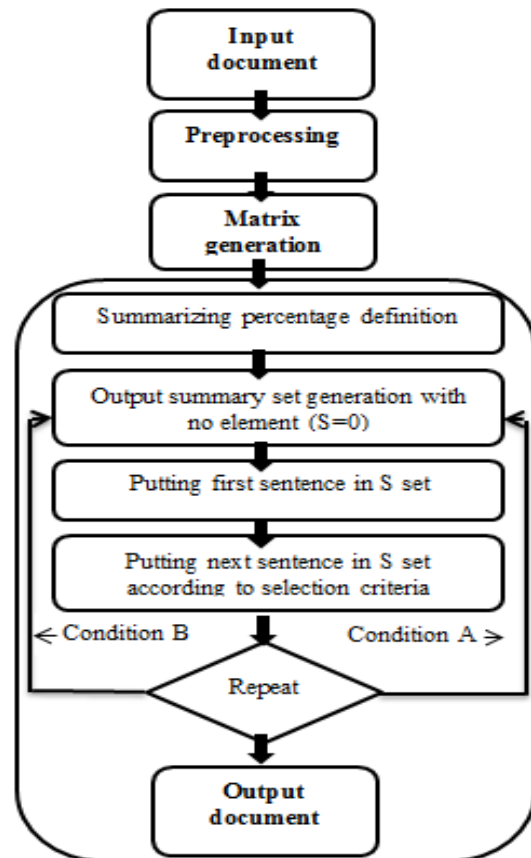 Input
document
Preprocessing
Matrix
generation
Summarizing percentage definition
Output summary set generation with
no element (S=0)
Putting first sentence in S set
Putting next sentence in S set
according to selection criteria
Condition B
Condition A
Repeat
Output
document